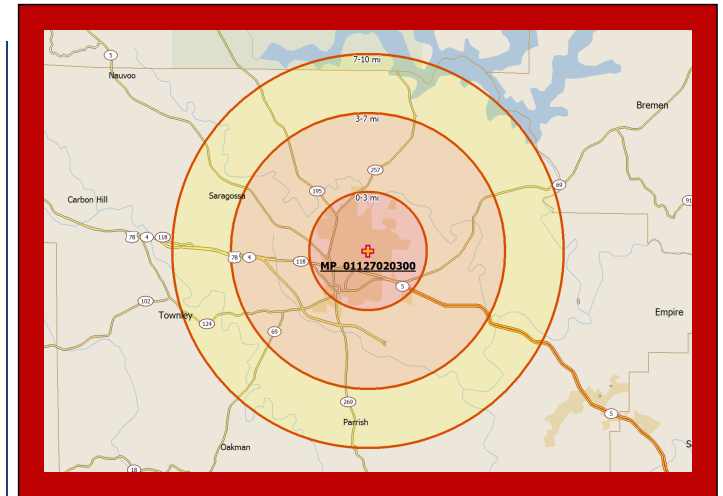 7-10 mi
5
Nauvoo
Bremen
3-7 mi
257
69
195
Saragossa
0-3 mi
Carbon Hill
91
78 4 118
78 4
118
MP 01127020300
5
102
Townley
124
Empire
69
269
5
Parrish
Oakman
18
S